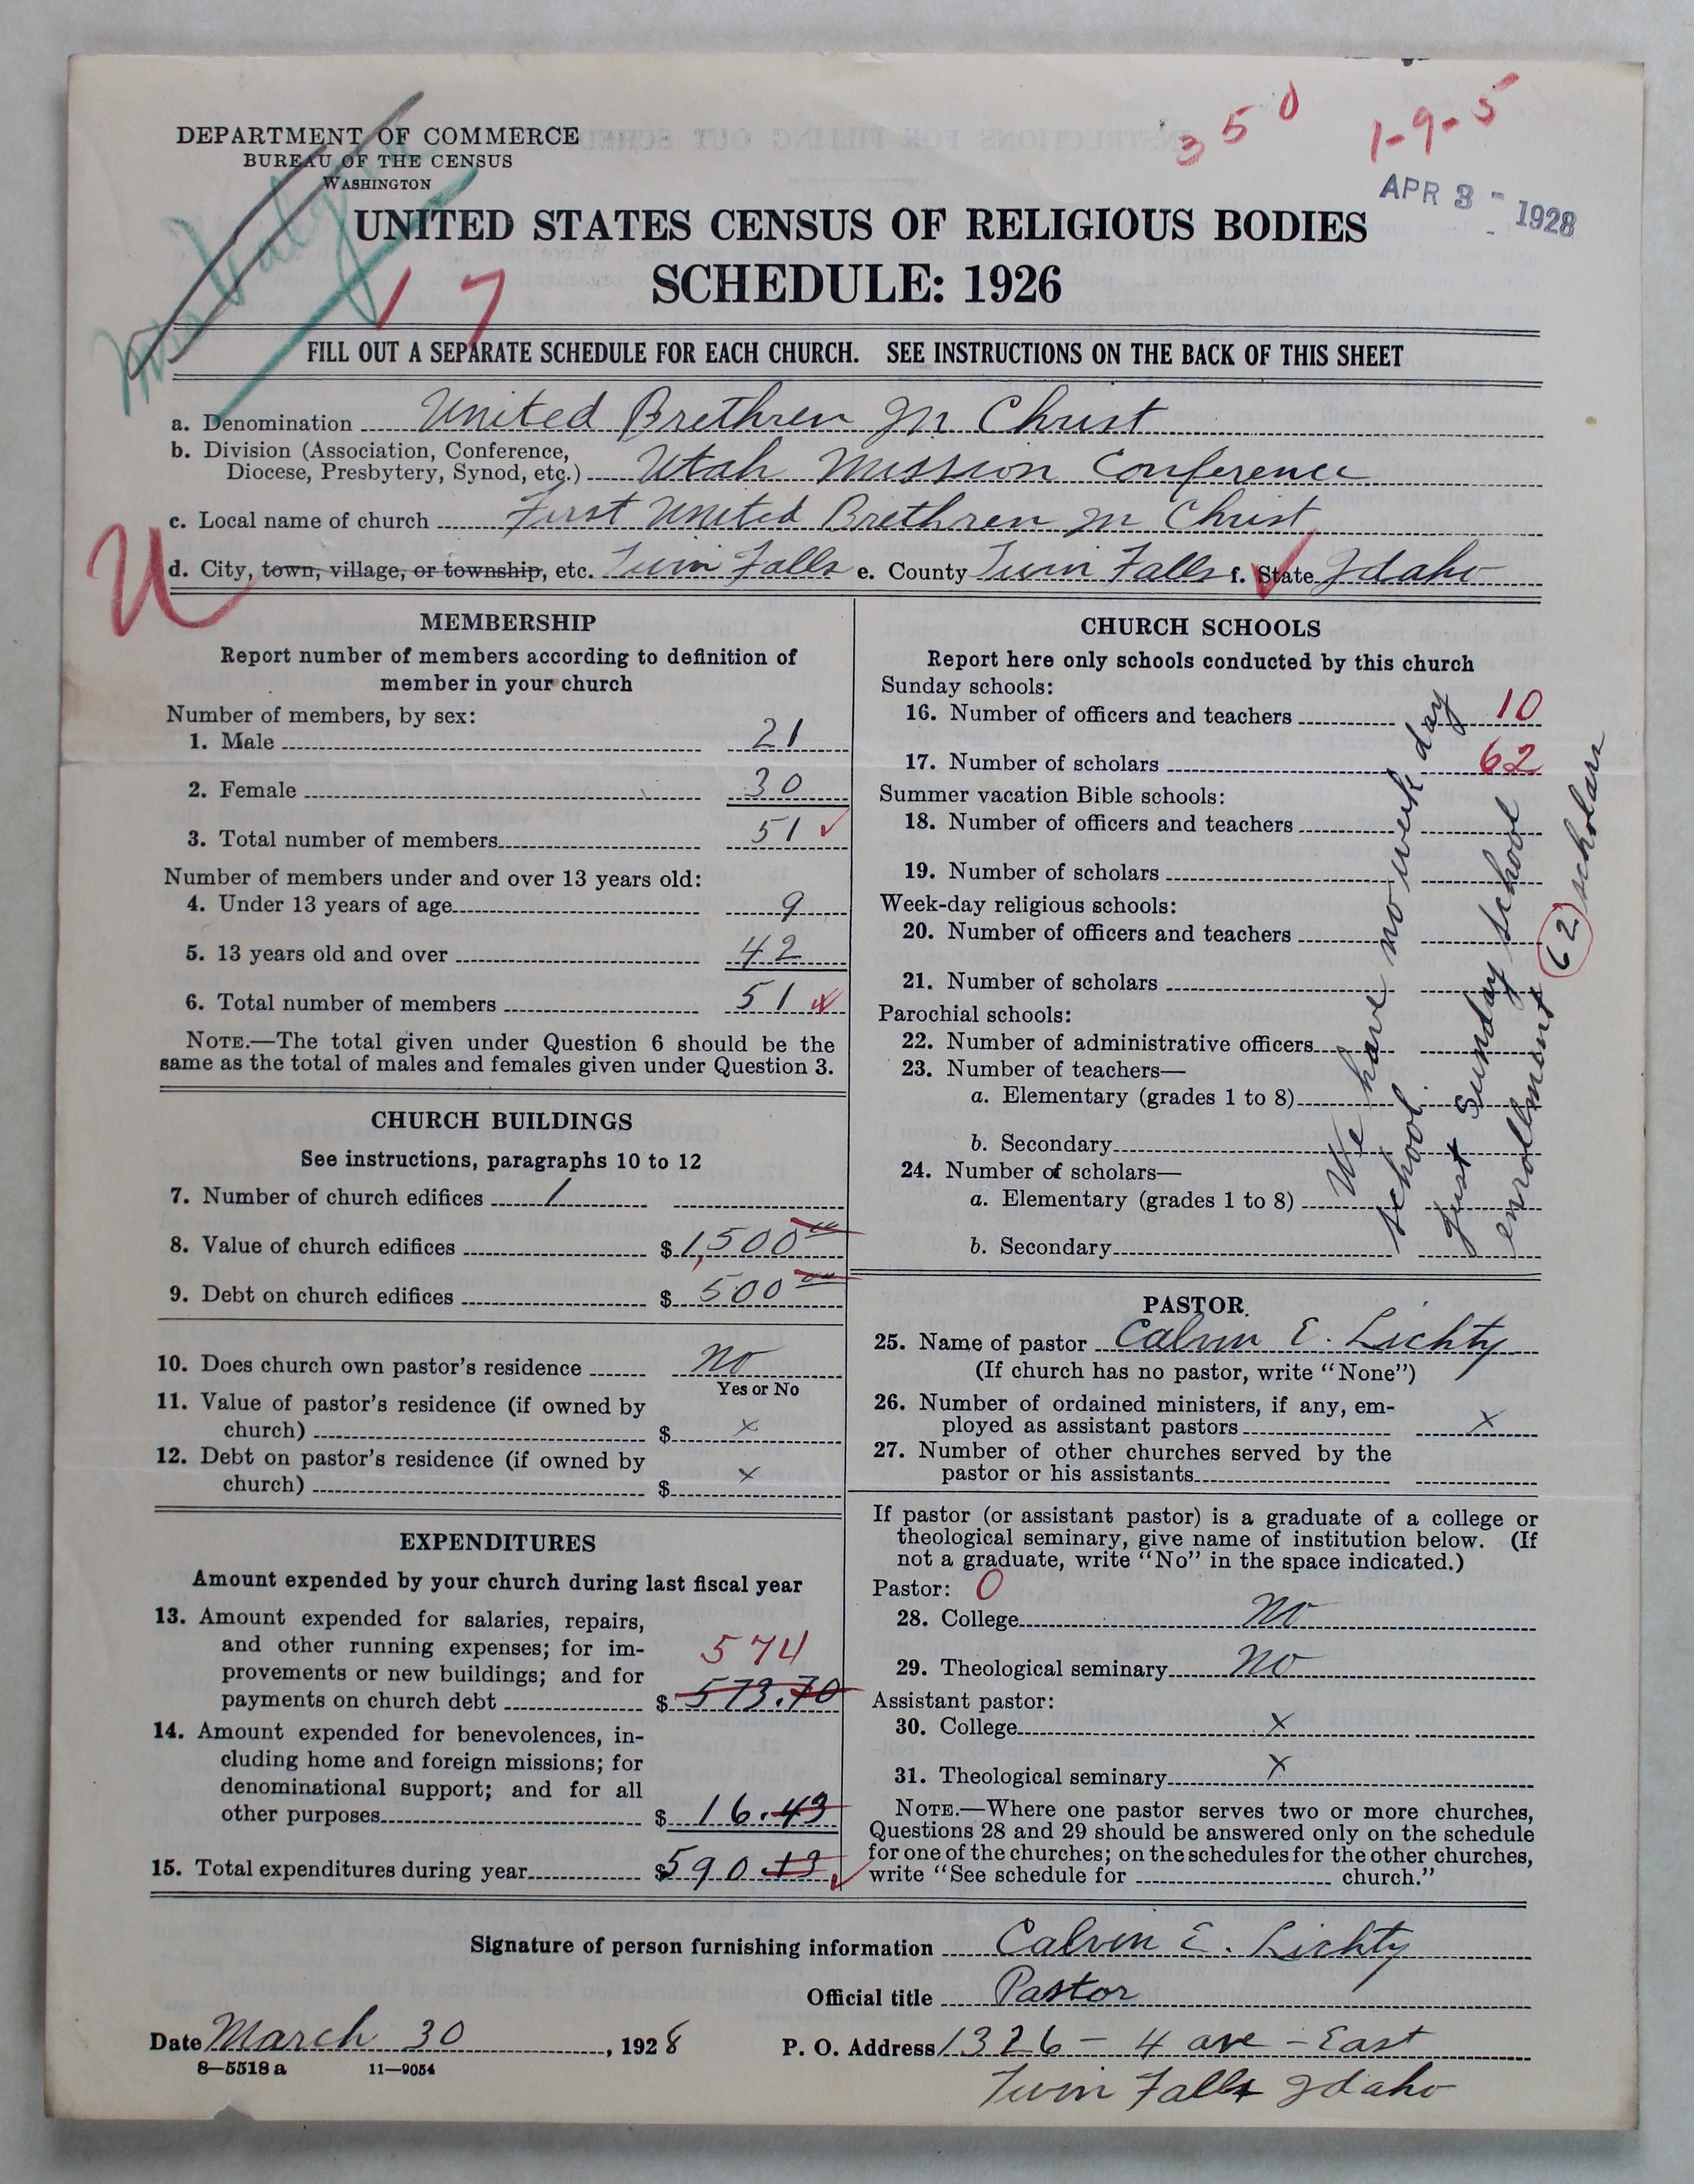 350
1-9-5
APR 3 - 1928
DEPARTMENT OF COMMERCE
BUREAU OF THE CENSUS
WASHINGTON
UNITED STATES CENSUS OF RELIGIOUS BODIES
SCHEDULE: 1926
17
FILL OUT A SEPARATE SCHEDULE FOR EACH CHURCH. SEE INSTRUCTIONS ON THE BACK OF THIS SHEET
a. Denomination United Brethren In Christ
b. Division (Association, Conference,
Diocese, Presbytery, Synod, etc.) Utah Mission Conference
c. Local name of church First United Brethren In Christ
U
d. City, town, village, or township, etc. Twin Falls e. County Twin Falls f. State Idaho
MEMBERSHIP
Report number of members according to definition of
member in your church
Number of members, by sex:
1. Male 21
2. Female 30
3. Total number of members 51
Number of members under and over 13 years old:
4. Under 13 years of age 9
5. 13 years old and over 42
6. Total number of members 51
NOTE.—The total given under Question 6 should be the
same as the total of males and females given under Question 3.
CHURCH BUILDINGS
See instructions, paragraphs 10 to 12
7. Number of church edifices 1
8. Value of church edifices $ 1,500 00
9. Debt on church edifices $ 500 00
10. Does church own pastor's residence No
Yes or No
11. Value of pastor's residence (if owned by
church) $ x
12. Debt on pastor's residence (if owned by
church) $ x
EXPENDITURES
Amount expended by your church during last fiscal year
13. Amount expended for salaries, repairs,
and other running expenses; for im-
provements or new buildings; and for 574
payments on church debt $ 573.70
14. Amount expended for benevolences, in-
cluding home and foreign missions; for
denominational support; and for all
other purposes $ 16.43
15. Total expenditures during year $590.13
CHURCH SCHOOLS
Report here only schools conducted by this church
Sunday schools:
16. Number of officers and teachers 10
17. Number of scholars 62
Summer vacation Bible schools:
18. Number of officers and teachers
19. Number of scholars
Week-day religious schools:
20. Number of officers and teachers
21. Number of scholars
Parochial schools:
22. Number of administrative officers
23. Number of teachers—
a. Elementary (grades 1 to 8)
b. Secondary
24. Number of scholars—
a. Elementary (grades 1 to 8)
b. Secondary
We have no week day
school
Just Sunday school
enrollment 62 scholars
PASTOR
25. Name of pastor Calvin E. Lichty
(If church has no pastor, write "None")
26. Number of ordained ministers, if any, em-
ployed as assistant pastors x
27. Number of other churches served by the
pastor or his assistants
If pastor (or assistant pastor) is a graduate of a college or
theological seminary, give name of institution below. (If
not a graduate, write "No" in the space indicated.)
Pastor: 0
28. College No
29. Theological seminary No
Assistant pastor:
30. College x
31. Theological seminary x
NOTE.—Where one pastor serves two or more churches,
Questions 28 and 29 should be answered only on the schedule
for one of the churches; on the schedules for the other churches,
write "See schedule for church."
Signature of person furnishing information Calvin E. Lichty
Official title Pastor
Date March 30, 1928 P. O. Address 1326 - 4 ave - East
8—5518 a 11—9054
Twin Falls Idaho